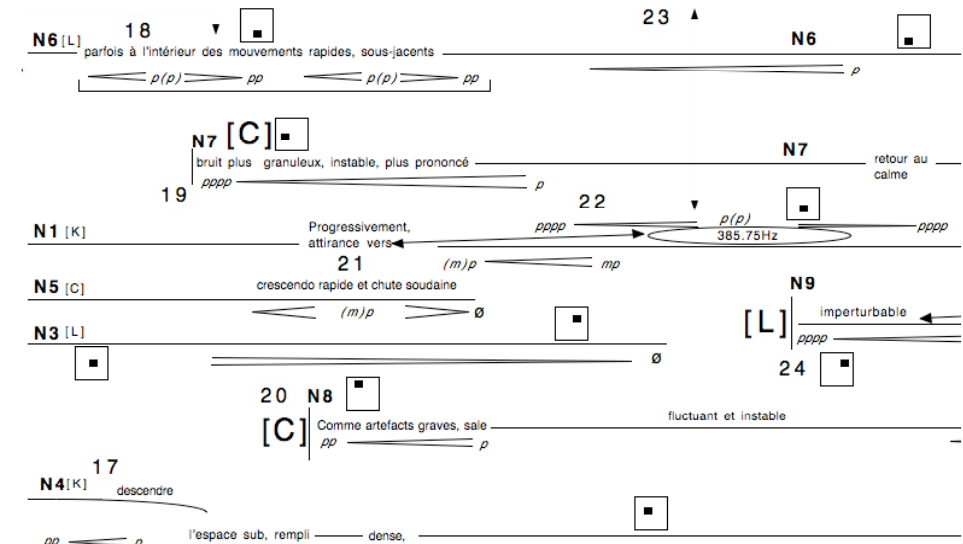 18
23
N6 [L]
N6
parfois à l'intérieur des mouvements rapides, sous-jacents
p(p) pp p(p) pp
p
N7 [C]
N7
bruit plus granuleux, instable, plus prononcé
retour au
calme
pppp p
19
22
N1 [K]
Progressivement,
attirance vers
pppp
p(p)
pppp
385.75Hz
21
(m)p mp
N5 [C]
crescendo rapide et chute soudaine
N9
(m)p ø
[L]
imperturbable
N3 [L]
pppp
ø
24
20 N8
[C]
Comme artefacts graves, sale
fluctuant et instable
pp p
17
N4[K]
descendre
l'espace sub, rempli
dense,
pp p